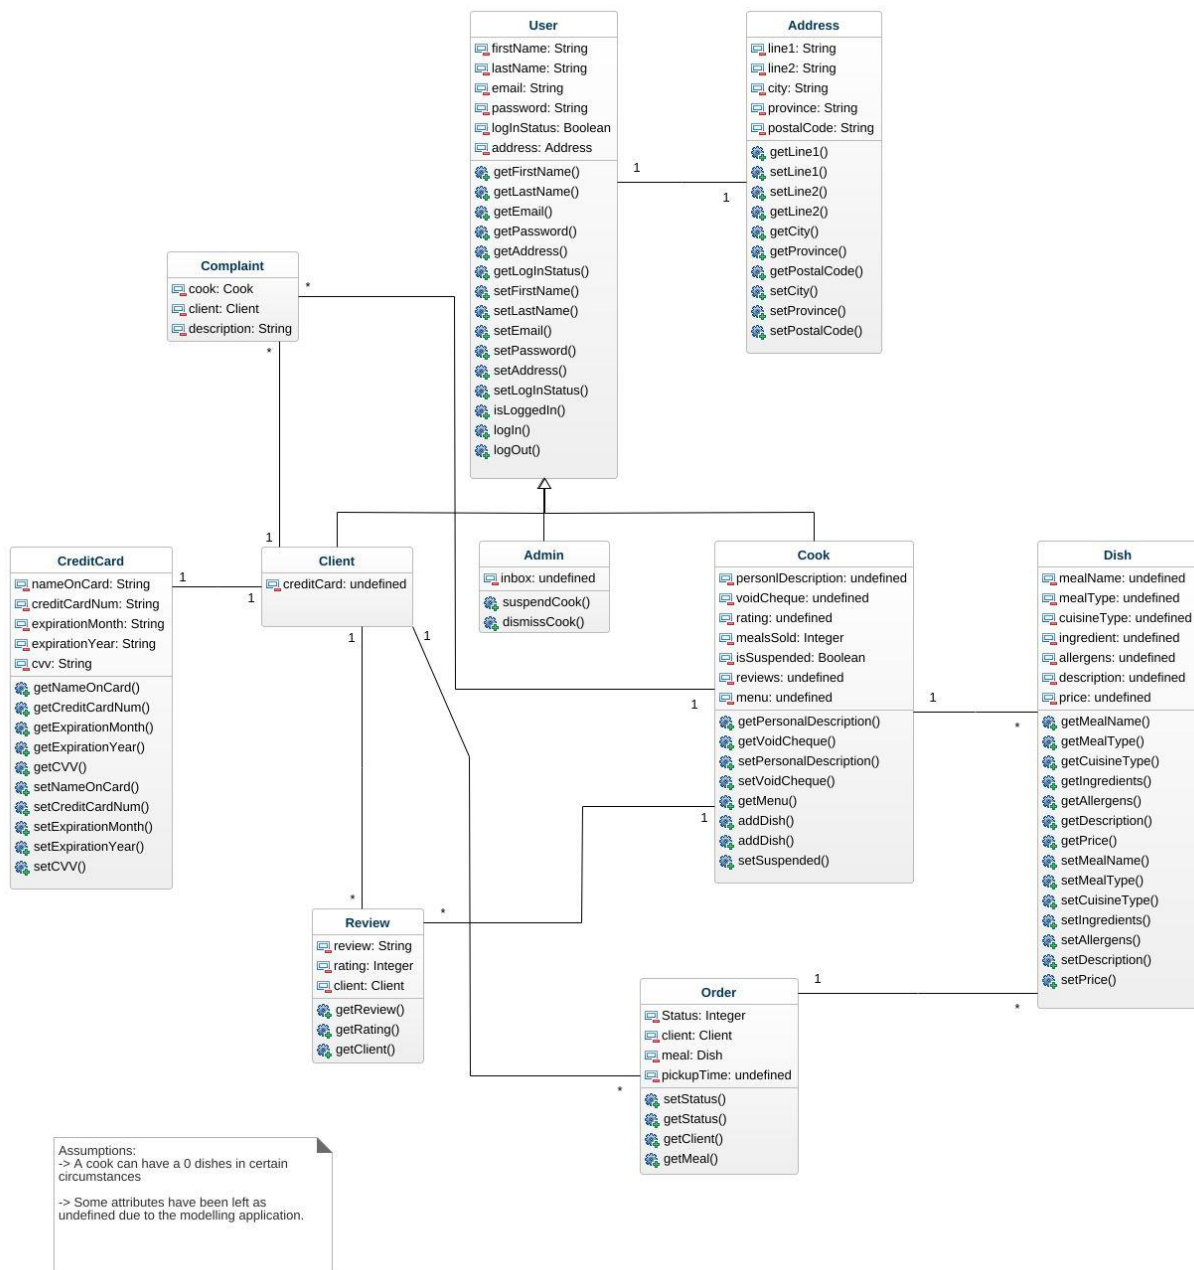 User
firstName: String
lastName: String
email: String
password: String
logInStatus: Boolean
address: Address
getFirstName()
getLastName()
getEmail()
getPassword()
getAddress()
getLogInStatus()
setFirstName()
setLastName()
setEmail()
setPassword()
setAddress()
setLogInStatus()
isLoggedIn()
logIn()
logOut()
Address
line1: String
line2: String
city: String
province: String
postalCode: String
getLine1()
setLine1()
setLine2()
getLine2()
getCity()
getProvince()
getPostalCode()
setCity()
setProvince()
setPostalCode()
1
1
Complaint
cook: Cook
client: Client
description: String
*
*
1
CreditCard
nameOnCard: String
creditCardNum: String
expirationMonth: String
expirationYear: String
cvv: String
getNameOnCard()
getCreditCardNum()
getExpirationMonth()
getExpirationYear()
getCVV()
setNameOnCard()
setCreditCardNum()
setExpirationMonth()
setExpirationYear()
setCVV()
1
1
Client
creditCard: undefined
1
1
Admin
inbox: undefined
suspendCook()
dismissCook()
Cook
personlDescription: undefined
voidCheque: undefined
rating: undefined
mealsSold: Integer
isSuspended: Boolean
reviews: undefined
menu: undefined
getPersonalDescription()
getVoidCheque()
setPersonalDescription()
setVoidCheque()
getMenu()
addDish()
addDish()
setSuspended()
1
1
1
*
Dish
mealName: undefined
mealType: undefined
cuisineType: undefined
ingredient: undefined
allergens: undefined
description: undefined
price: undefined
getMealName()
getMealType()
getCuisineType()
getIngredients()
getAllergens()
getDescription()
getPrice()
setMealName()
setMealType()
setCuisineType()
setIngredients()
setAllergens()
setDescription()
setPrice()
*
*
Review
review: String
rating: Integer
client: Client
getReview()
getRating()
getClient()
1
*
*
Order
Status: Integer
client: Client
meal: Dish
pickupTime: undefined
setStatus()
getStatus()
getClient()
getMeal()
Assumptions:
-> A cook can have a 0 dishes in certain
circumstances
-> Some attributes have been left as
undefined due to the modelling application.